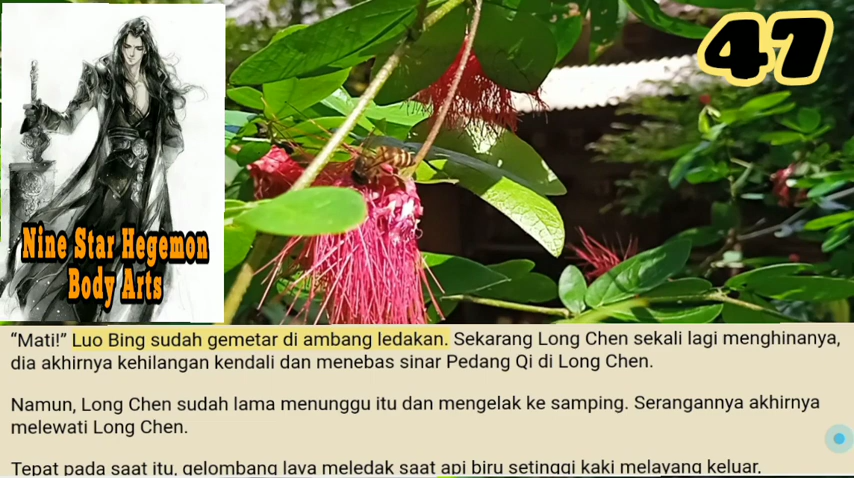 47
Nine Star Hegemon
Body Arts
“Mati!” Luo Bing sudah gemetar di ambang ledakan. Sekarang Long Chen sekali lagi menghinanya,
dia akhirnya kehilangan kendali dan menebas sinar Pedang Qi di Long Chen.
Namun, Long Chen sudah lama menunggu itu dan mengelak ke samping. Serangannya akhirnya
melewati Long Chen.
Tepat pada saat itu, gelombang lava meledak saat api biru setinggi kaki melayang keluar.